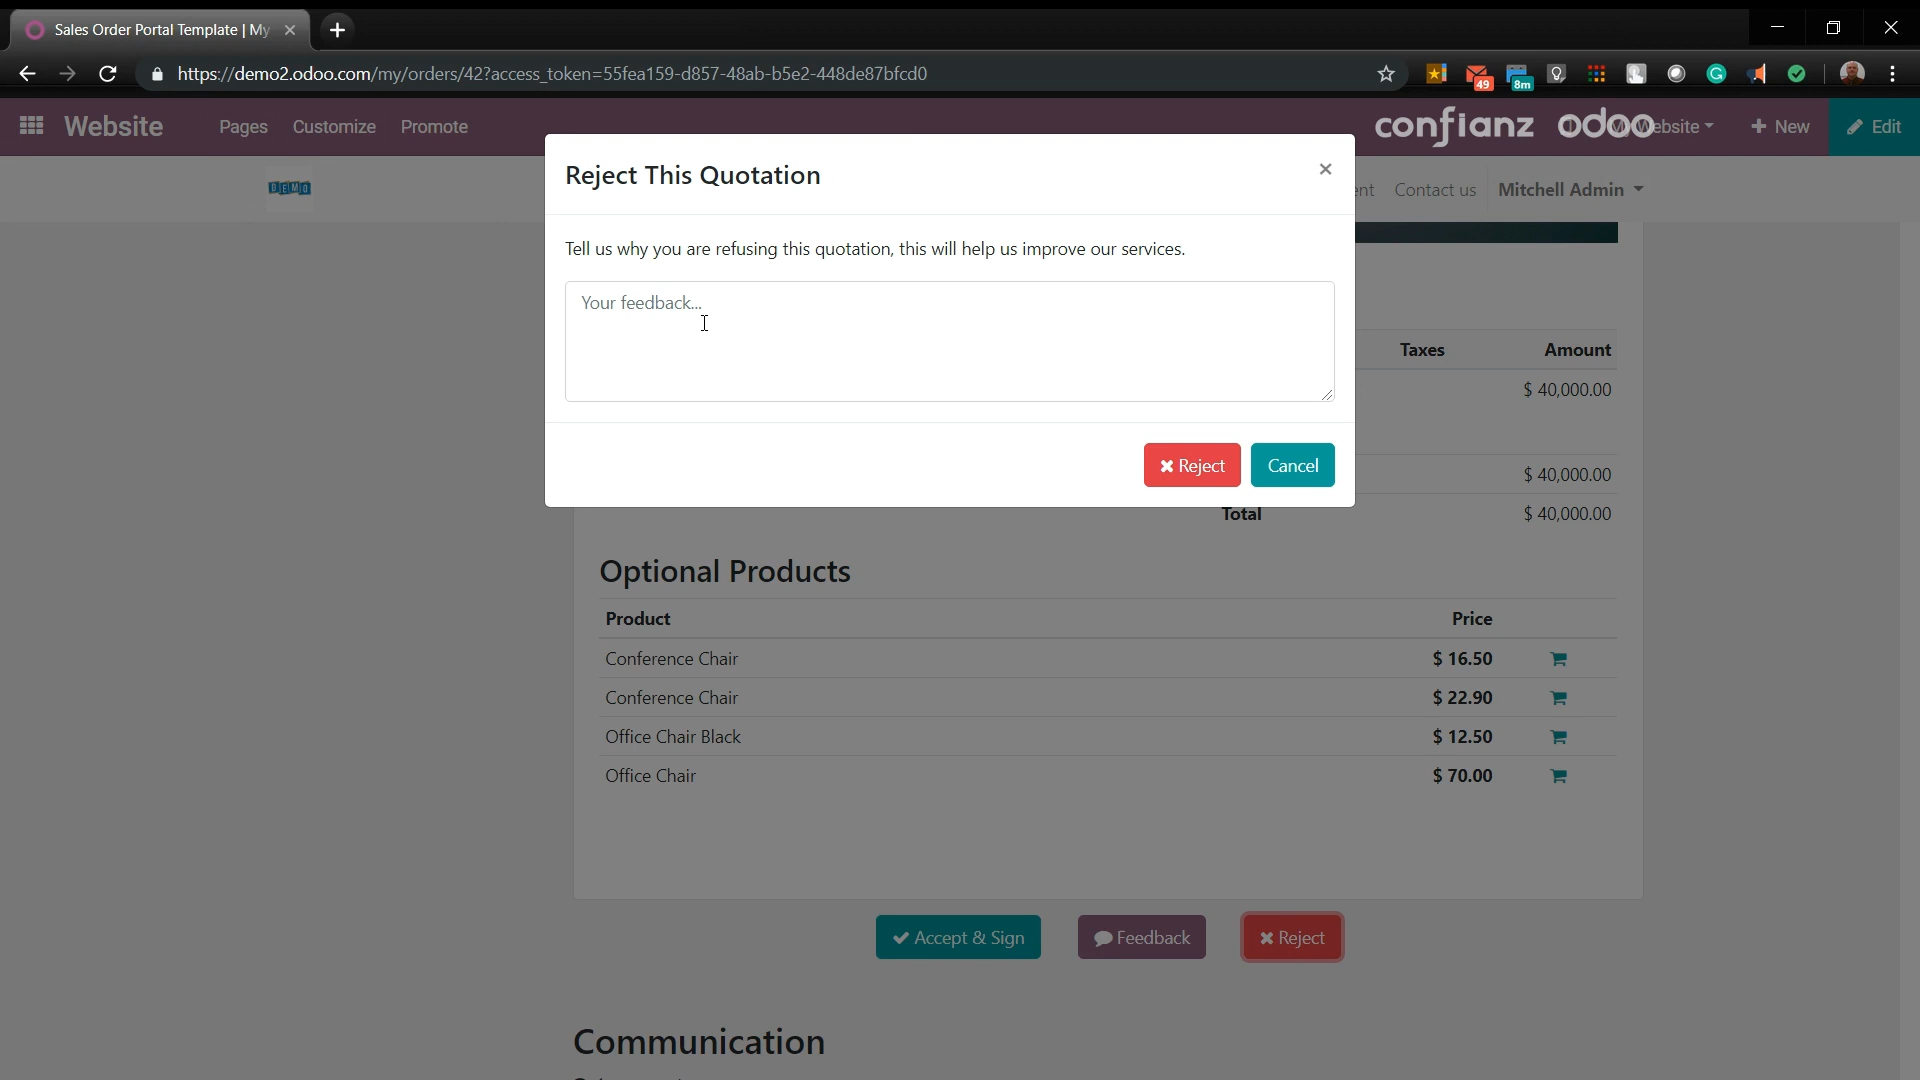 Sales Order Portal Template | My
https://demo2.odoo.com/my/orders/42?access_token=55fea159-d857-48ab-b5e2-448de87bfcd0
49
8m
Website
Pages
Customize
Promote
confianz odoo
New
Edit
DEMO
Contact us
Mitchell Admin
Reject This Quotation
Tell us why you are refusing this quotation, this will help us improve our services.
Your feedback...
Reject
Cancel
Taxes
Amount
$ 40,000.00
$ 40,000.00
Total
$ 40,000.00
Optional Products
Product
Price
Conference Chair
$ 16.50
Conference Chair
$ 22.90
Office Chair Black
$ 12.50
Office Chair
$ 70.00
Accept & Sign
Feedback
Reject
Communication